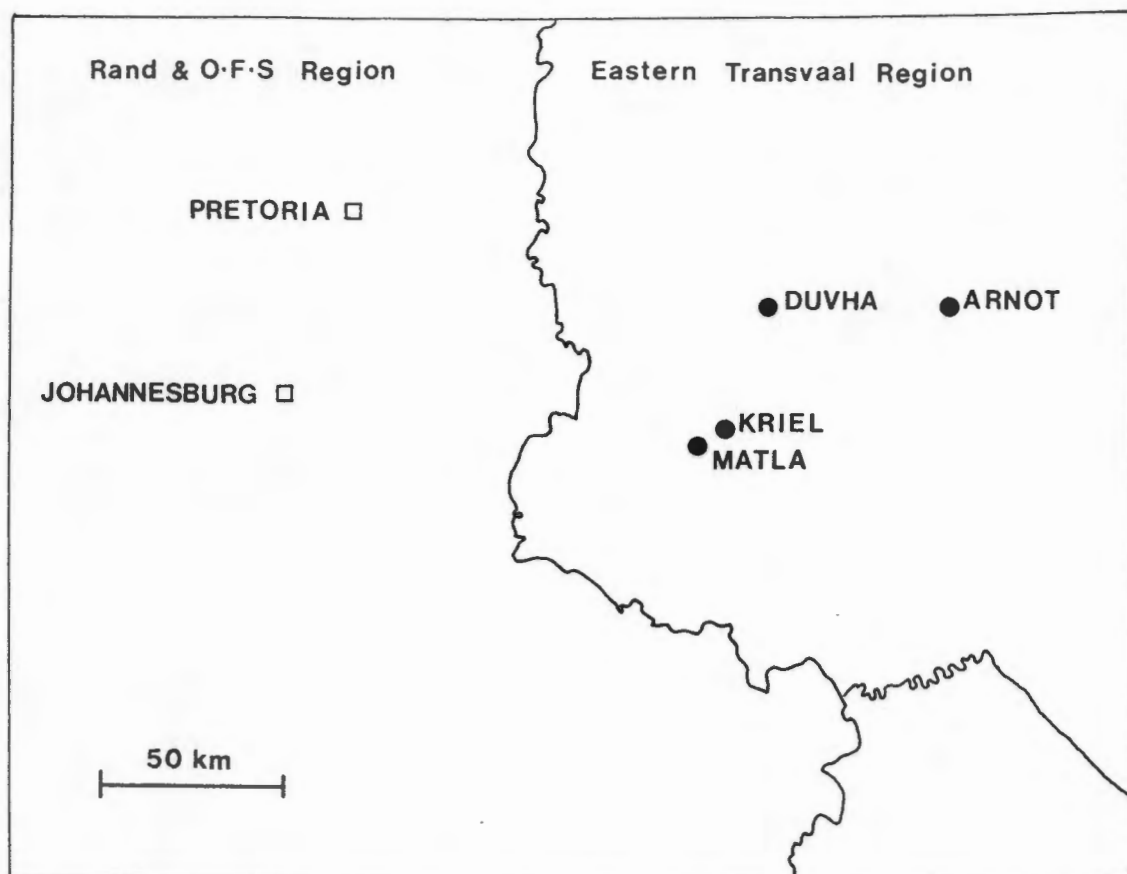 Rand & O·F·S Region
Eastern Transvaal Region
PRETORIA
DUVHA
ARNOT
JOHANNESBURG
KRIEL
MATLA
50 km